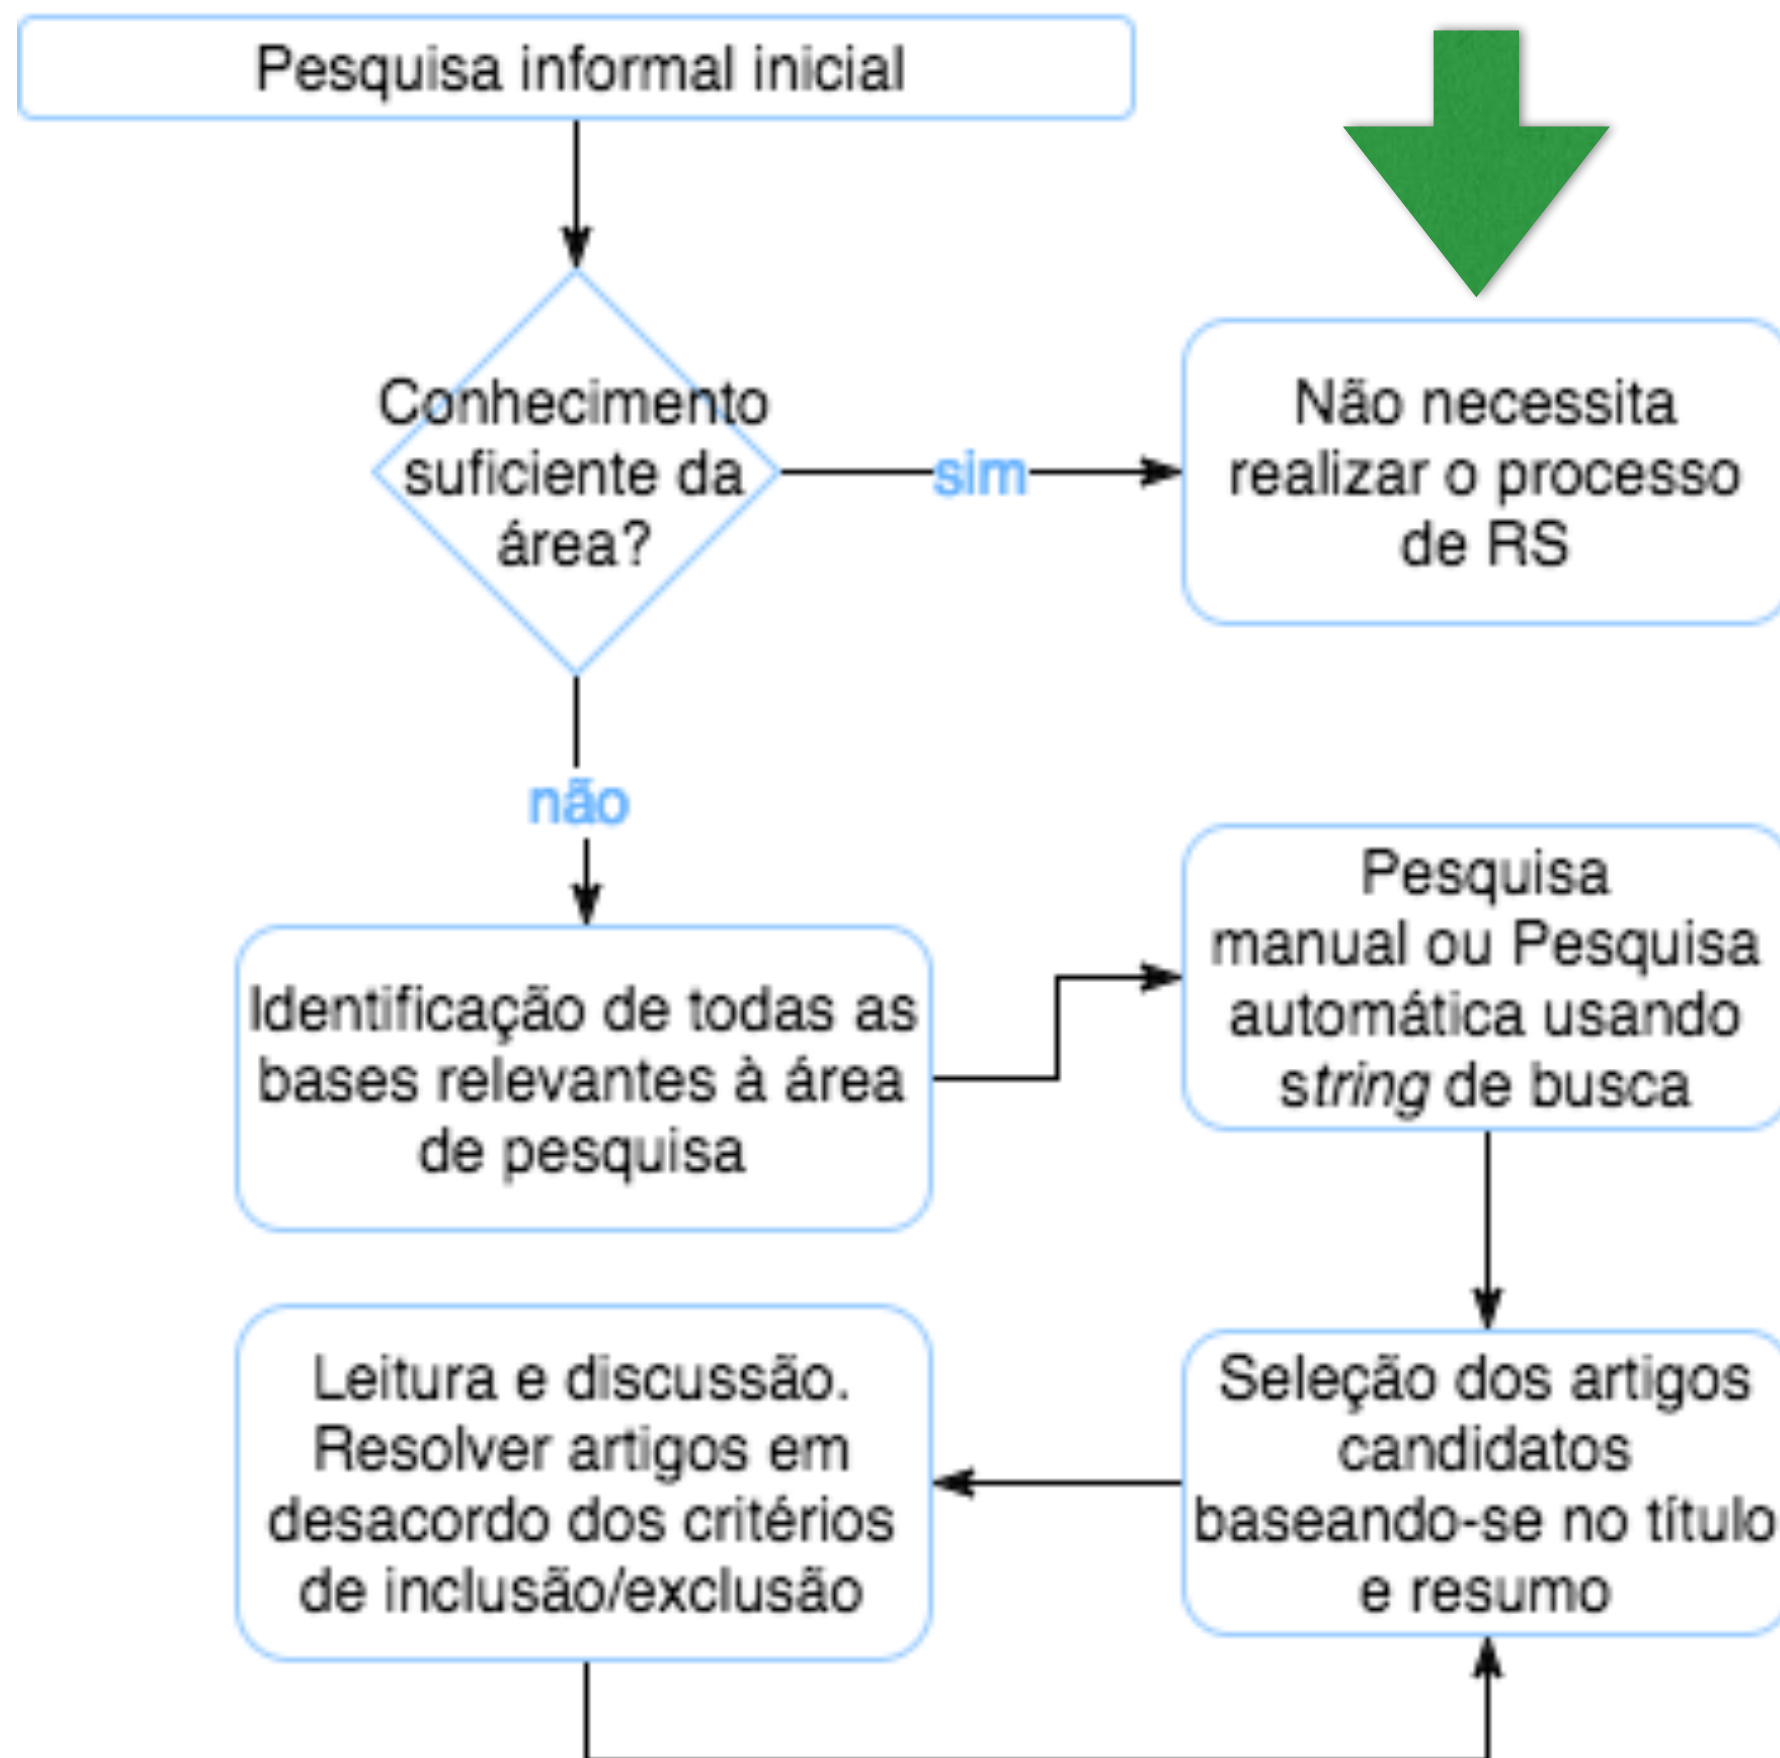 Pesquisa informal inicial
Conhecimento
suficiente da
área?
sim
Não necessita
realizar o processo
de RS
não
Identificação de todas as
bases relevantes à área
de pesquisa
Pesquisa
manual ou Pesquisa
automática usando
string de busca
Seleção dos artigos
candidatos
baseando-se no título
e resumo
Leitura e discussão.
Resolver artigos em
desacordo dos critérios
de inclusão/exclusão